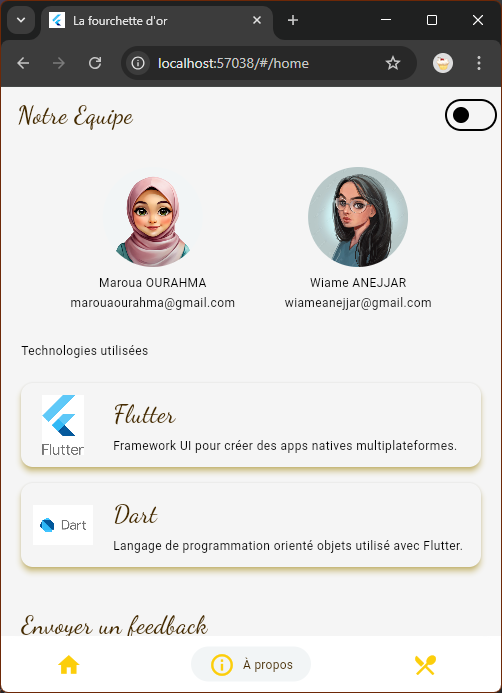 La fourchette d'or
localhost:57038/#/home
Notre Equipe
Maroua OURAHMA
marouaourahma@gmail.com
Wiame ANEJJAR
wiameanejjar@gmail.com
Technologies utilisées
Flutter
Flutter
Framework UI pour créer des apps natives multiplateformes.
Dart
Dart
Langage de programmation orienté objets utilisé avec Flutter.
Envoyer un feedback
À propos